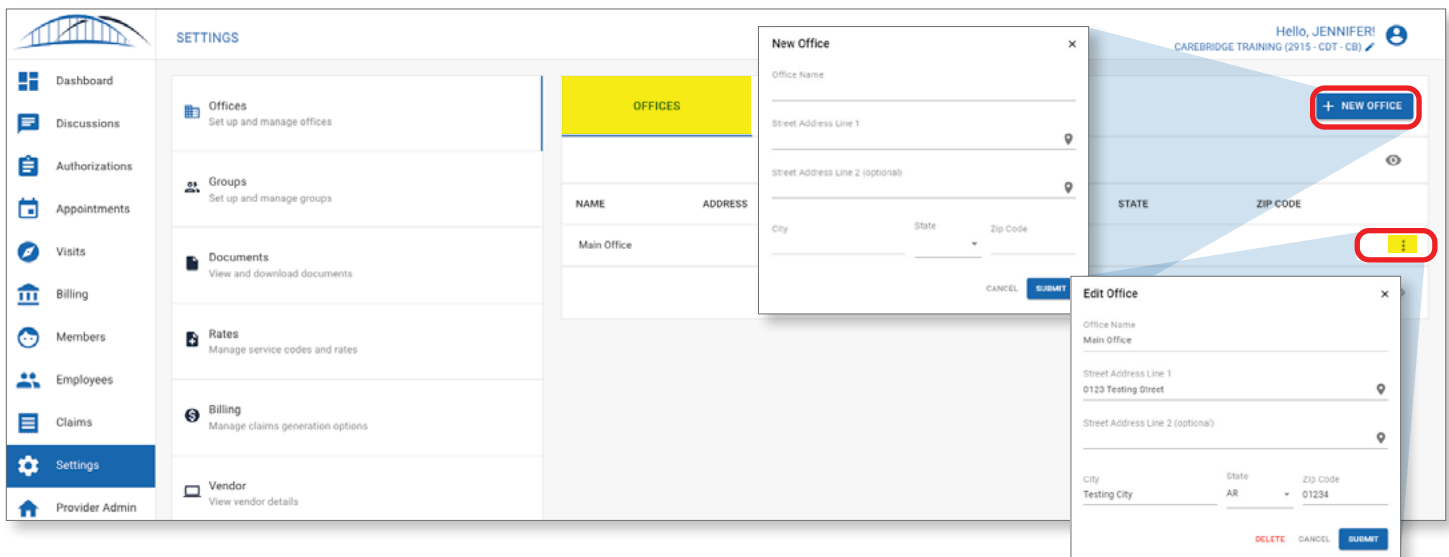 SETTINGS
Hello, JENNIFER!
CAREBRIDGE TRAINING (2915 - CDT - CB)
Dashboard
Discussions
Authorizations
Appointments
Visits
Billing
Members
Employees
Claims
Settings
Provider Admin
Offices
Set up and manage offices
Groups
Set up and manage groups
Documents
View and download documents
Rates
Manage service codes and rates
Billing
Manage claims generation options
Vendor
View vendor details
OFFICES
+ NEW OFFICE
NAME ADDRESS STATE ZIP CODE
Main Office
New Office ×
Office Name
Street Address Line 1
Street Address Line 2 (optional)
City State Zip Code
CANCEL SUBMIT
Edit Office ×
Office Name
Main Office
Street Address Line 1
0123 Testing Street
Street Address Line 2 (optional)
City State Zip Code
Testing City AR 01234
DELETE CANCEL SUBMIT